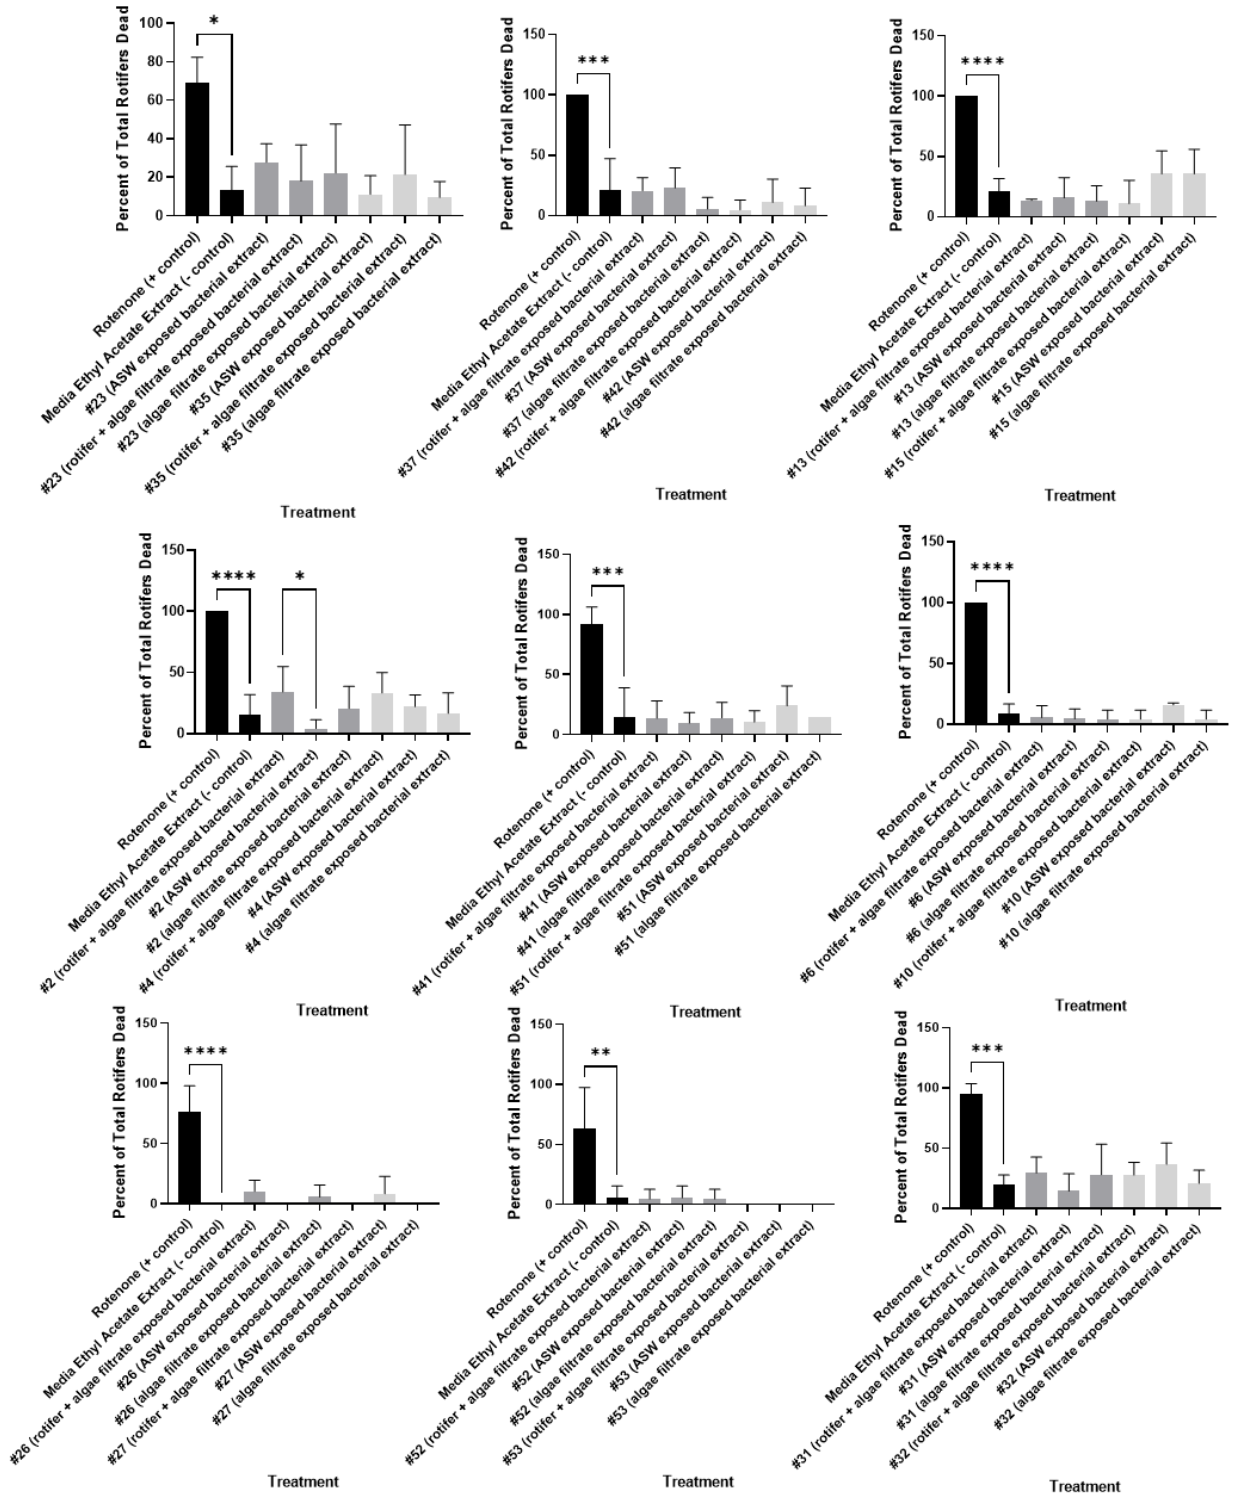 Percent of Total Rotifers Dead
100
80
60
40
20
0
*
Rotenone (+ control)
Media Ethyl Acetate Extract (- control)
#23 (ASW exposed bacterial extract)
#23 (rotifer + algae filtrate exposed bacterial extract)
#23 (algae filtrate exposed bacterial extract)
#35 (ASW exposed bacterial extract)
#35 (rotifer + algae filtrate exposed bacterial extract)
#35 (algae filtrate exposed bacterial extract)
Treatment
Percent of Total Rotifers Dead
150
100
50
0
***
Rotenone (+ control)
Media Ethyl Acetate Extract (- control)
#37 (rotifer + algae filtrate exposed bacterial extract)
#37 (ASW exposed bacterial extract)
#37 (algae filtrate exposed bacterial extract)
#42 (rotifer + algae filtrate exposed bacterial extract)
#42 (ASW exposed bacterial extract)
#42 (algae filtrate exposed bacterial extract)
Treatment
Percent of Total Rotifers Dead
150
100
50
0
****
Rotenone (+ control)
Media Ethyl Acetate Extract (- control)
#13 (rotifer + algae filtrate exposed bacterial extract)
#13 (ASW exposed bacterial extract)
#13 (algae filtrate exposed bacterial extract)
#15 (rotifer + algae filtrate exposed bacterial extract)
#15 (ASW exposed bacterial extract)
#15 (algae filtrate exposed bacterial extract)
Treatment
Percent of Total Rotifers Dead
150
100
50
0
****
*
Rotenone (+ control)
Media Ethyl Acetate Extract (- control)
#2 (rotifer + algae filtrate exposed bacterial extract)
#2 (ASW exposed bacterial extract)
#2 (algae filtrate exposed bacterial extract)
#4 (rotifer + algae filtrate exposed bacterial extract)
#4 (ASW exposed bacterial extract)
#4 (algae filtrate exposed bacterial extract)
Treatment
Percent of Total Rotifers Dead
150
100
50
0
***
Rotenone (+ control)
Media Ethyl Acetate Extract (- control)
#41 (rotifer + algae filtrate exposed bacterial extract)
#41 (ASW exposed bacterial extract)
#41 (algae filtrate exposed bacterial extract)
#51 (rotifer + algae filtrate exposed bacterial extract)
#51 (ASW exposed bacterial extract)
#51 (algae filtrate exposed bacterial extract)
Treatment
Percent of Total Rotifers Dead
150
100
50
0
****
Rotenone (+ control)
Media Ethyl Acetate Extract (- control)
#6 (rotifer + algae filtrate exposed bacterial extract)
#6 (ASW exposed bacterial extract)
#6 (algae filtrate exposed bacterial extract)
#10 (rotifer + algae filtrate exposed bacterial extract)
#10 (ASW exposed bacterial extract)
#10 (algae filtrate exposed bacterial extract)
Treatment
Percent of Total Rotifers Dead
150
100
50
0
****
Rotenone (+ control)
Media Ethyl Acetate Extract (- control)
#26 (rotifer + algae filtrate exposed bacterial extract)
#26 (ASW exposed bacterial extract)
#26 (algae filtrate exposed bacterial extract)
#27 (rotifer + algae filtrate exposed bacterial extract)
#27 (ASW exposed bacterial extract)
#27 (algae filtrate exposed bacterial extract)
Treatment
Percent of Total Rotifers Dead
150
100
50
0
**
Rotenone (+ control)
Media Ethyl Acetate Extract (- control)
#52 (rotifer + algae filtrate exposed bacterial extract)
#52 (ASW exposed bacterial extract)
#52 (algae filtrate exposed bacterial extract)
#53 (rotifer + algae filtrate exposed bacterial extract)
#53 (ASW exposed bacterial extract)
#53 (algae filtrate exposed bacterial extract)
Treatment
Percent of Total Rotifers Dead
150
100
50
0
***
Rotenone (+ control)
Media Ethyl Acetate Extract (- control)
#31 (rotifer + algae filtrate exposed bacterial extract)
#31 (ASW exposed bacterial extract)
#31 (algae filtrate exposed bacterial extract)
#32 (rotifer + algae filtrate exposed bacterial extract)
#32 (ASW exposed bacterial extract)
#32 (algae filtrate exposed bacterial extract)
Treatment